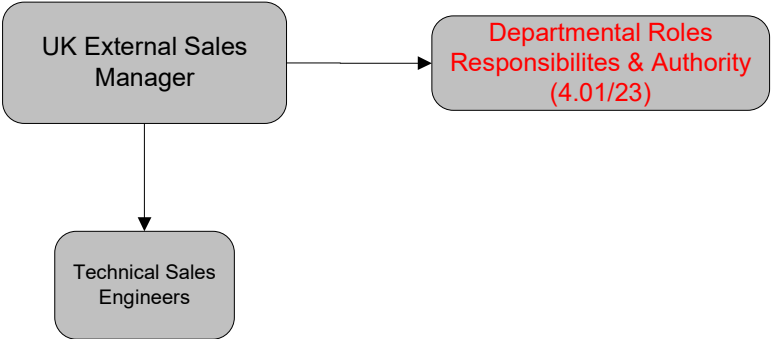 UK External Sales
Manager
Departmental Roles
Responsibilites & Authority
(4.01/23)
Technical Sales
Engineers